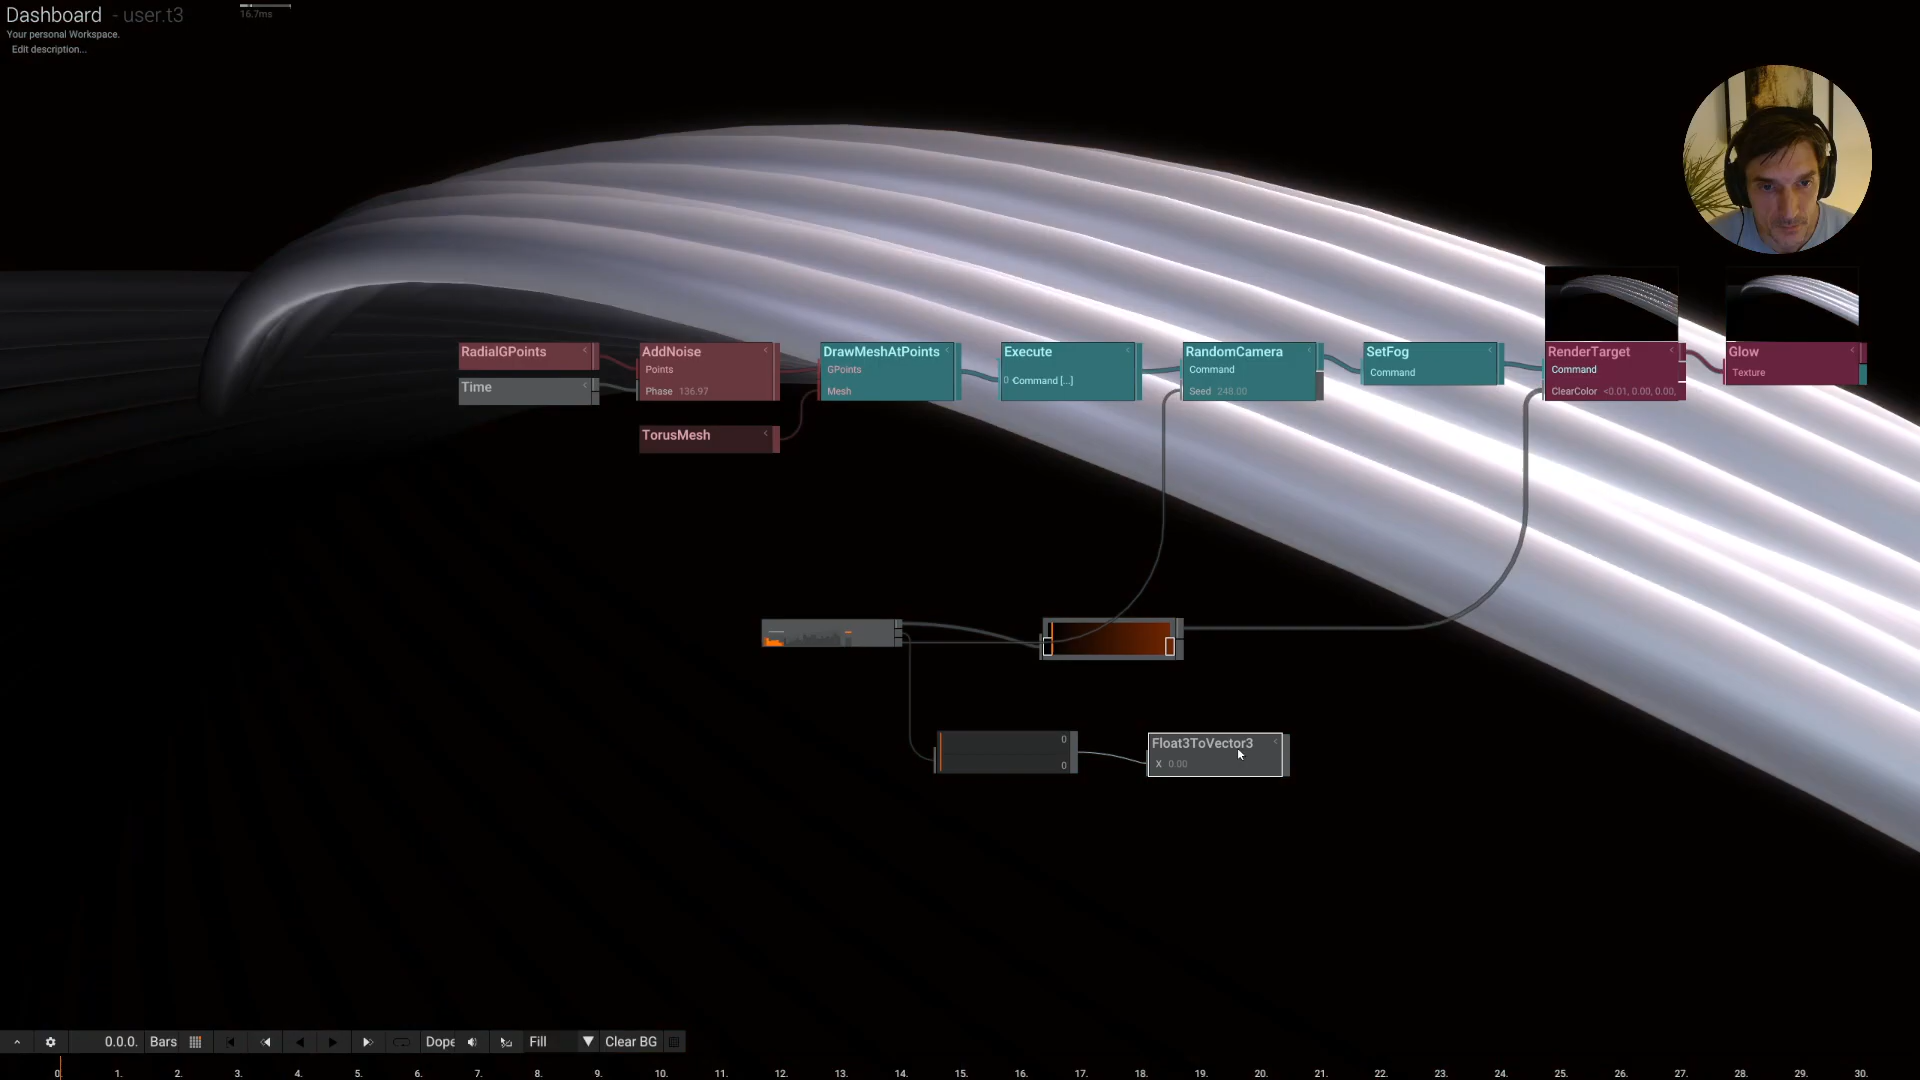 Dashboard - user.t3
16.7ms
Your personal Workspace.
Edit description...
RadialGPoints
AddNoise
Points
Phase 136.97
DrawMeshAtPoints
GPoints
Mesh
Execute
0 Command [...]
RandomCamera
Command
Seed 248.00
SetFog
Command
RenderTarget
Command
ClearColor <0.01, 0.00, 0.00,
Glow
Texture
Time
TorusMesh
0
0
Float3ToVector3
X 0.00
0.0.0. Bars Dope Fill Clear BG
0. 1. 2. 3. 4. 5. 6. 7. 8. 9. 10. 11. 12. 13. 14. 15. 16. 17. 18. 19. 20. 21. 22. 23. 24. 25. 26. 27. 28. 29. 30.